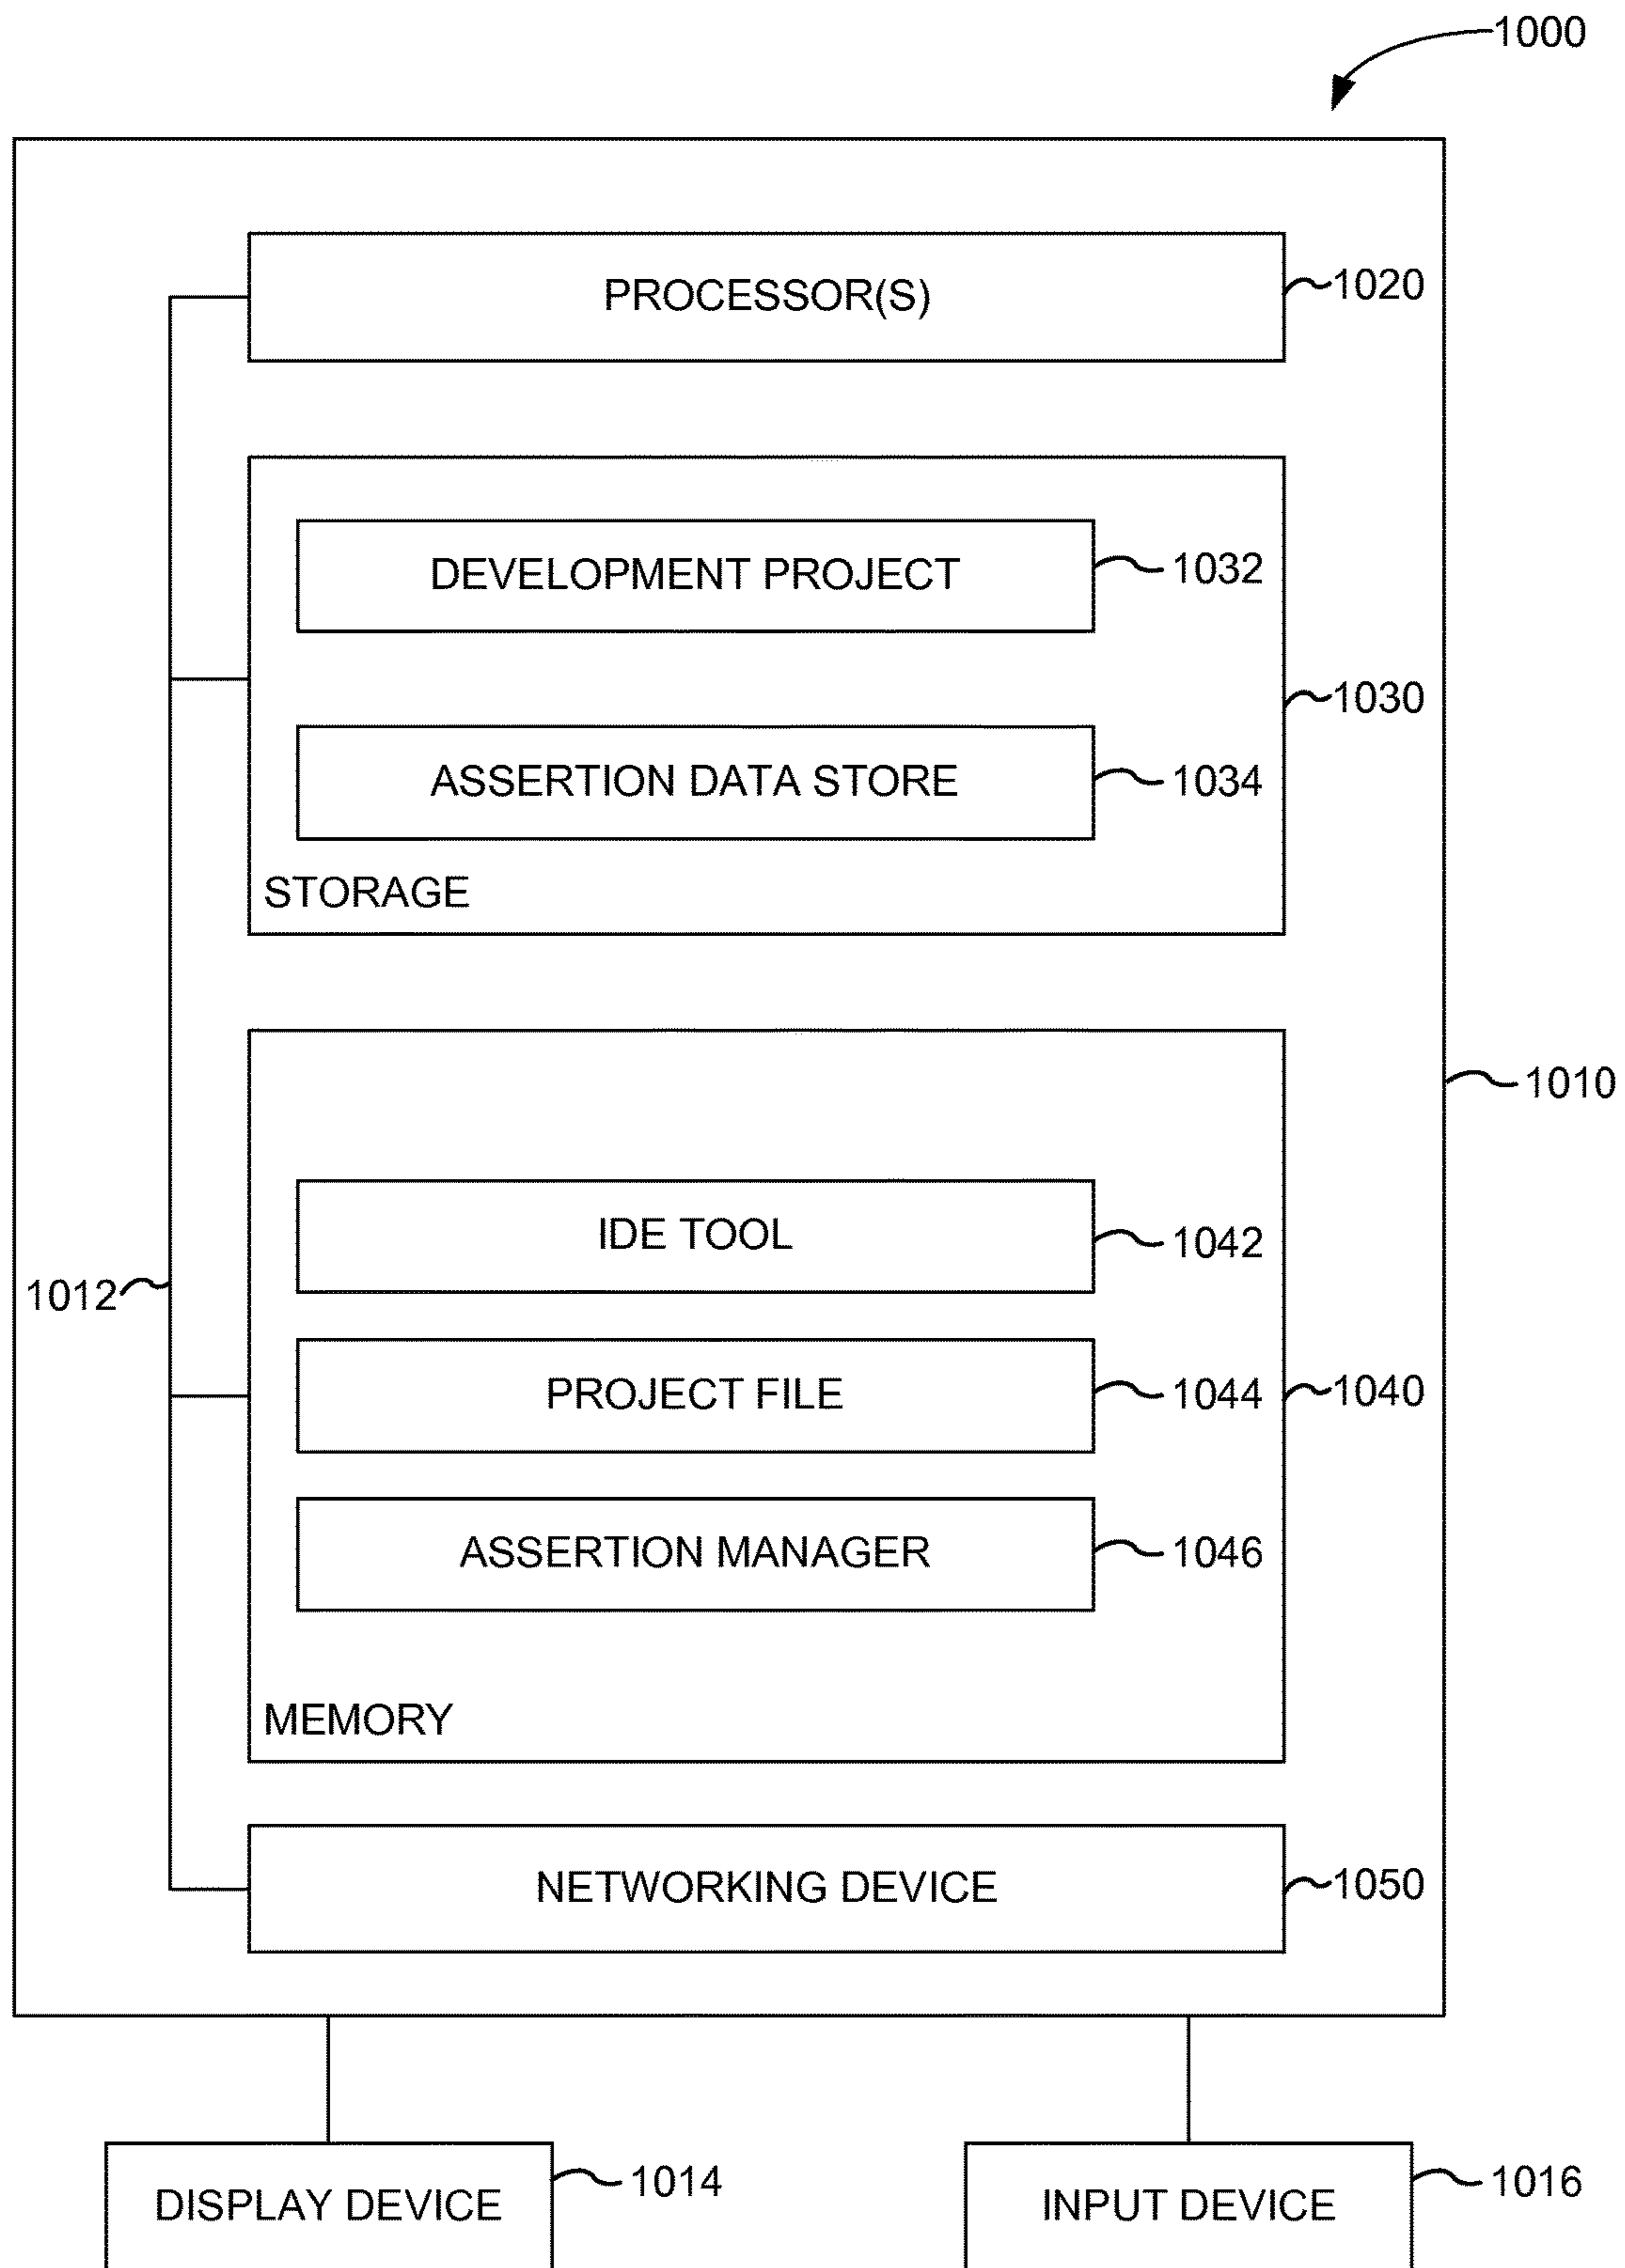 1000
PROCESSOR(S)
1020
DEVELOPMENT PROJECT
1032
1030
ASSERTION DATA STORE
1034
STORAGE
1010
IDE TOOL
1042
1012
PROJECT FILE
1044
1040
ASSERTION MANAGER
1046
MEMORY
NETWORKING DEVICE
1050
DISPLAY DEVICE
1014
INPUT DEVICE
1016